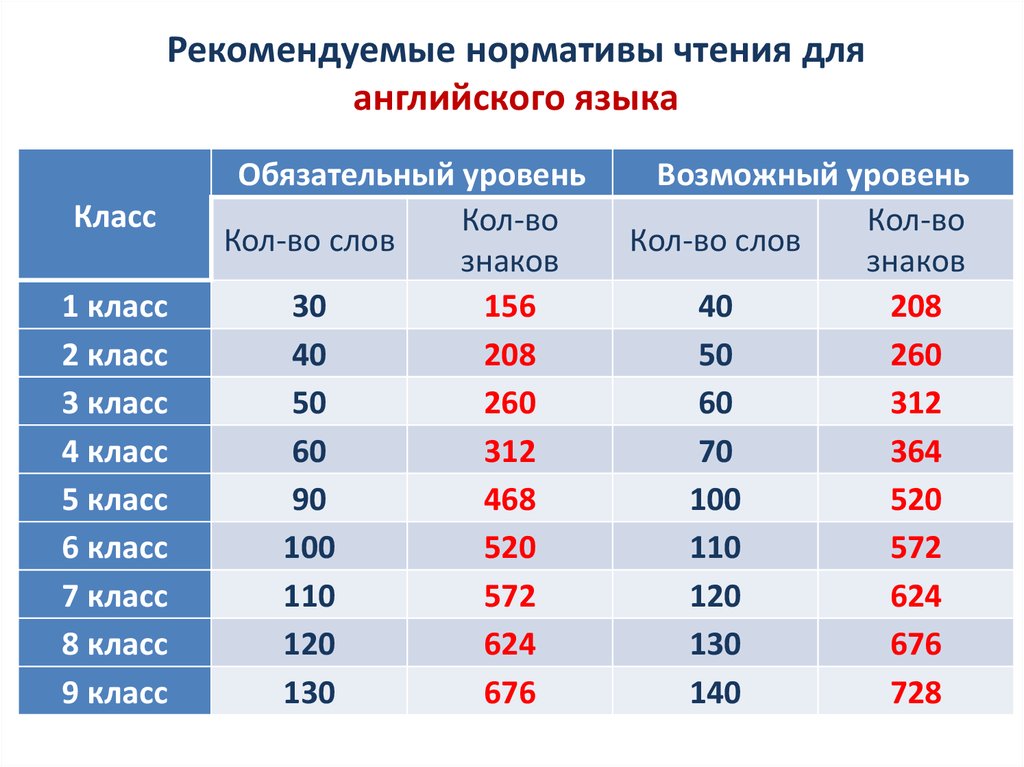 Рекомендуемые нормативы чтения для
английского языка
Класс
Обязательный уровень
Возможный уровень
Кол-во слов
Кол-во
знаков
Кол-во слов
Кол-во
знаков
1 класс 30 156 40 208
2 класс 40 208 50 260
3 класс 50 260 60 312
4 класс 60 312 70 364
5 класс 90 468 100 520
6 класс 100 520 110 572
7 класс 110 572 120 624
8 класс 120 624 130 676
9 класс 130 676 140 728